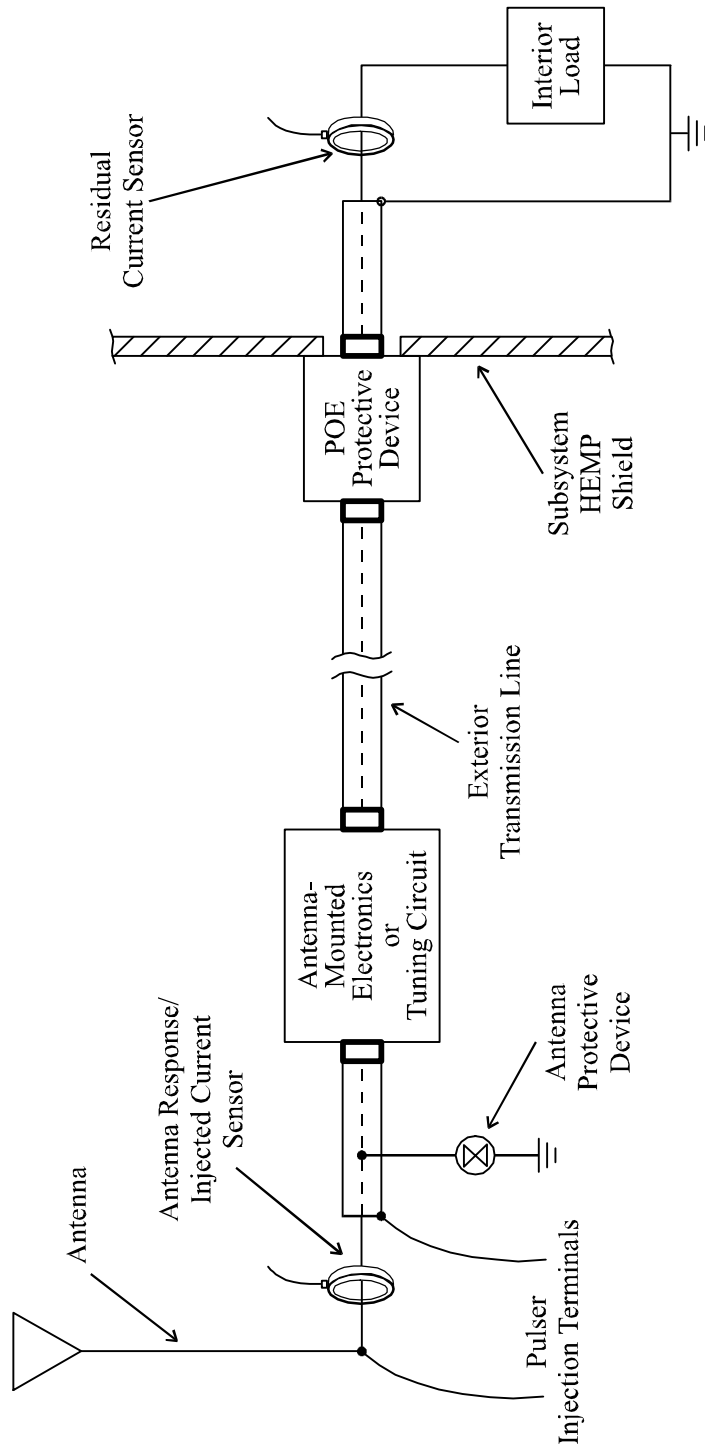 Antenna
Antenna Response/
Injected Current
Sensor
Pulser
Injection Terminals
Antenna
Protective
Device
Antenna-
Mounted
Electronics
or
Tuning Circuit
Exterior
Transmission Line
POE
Protective
Device
Subsystem
HEMP
Shield
Residual
Current Sensor
Interior
Load